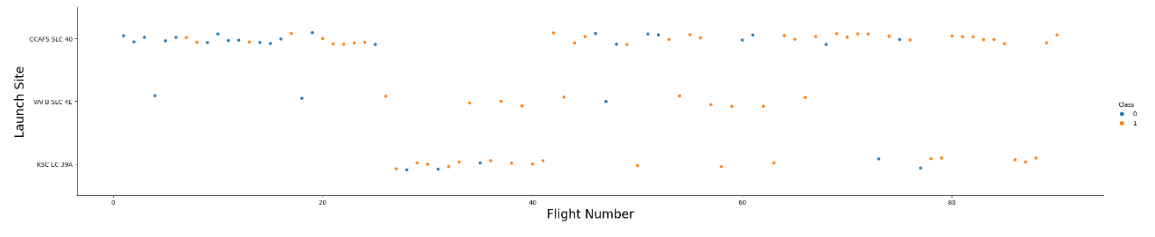 Launch Site
CCAFS SLC 40
VAFB SLC 4E
KSC LC 39A
0
20
40
60
80
Flight Number
Class
0
1